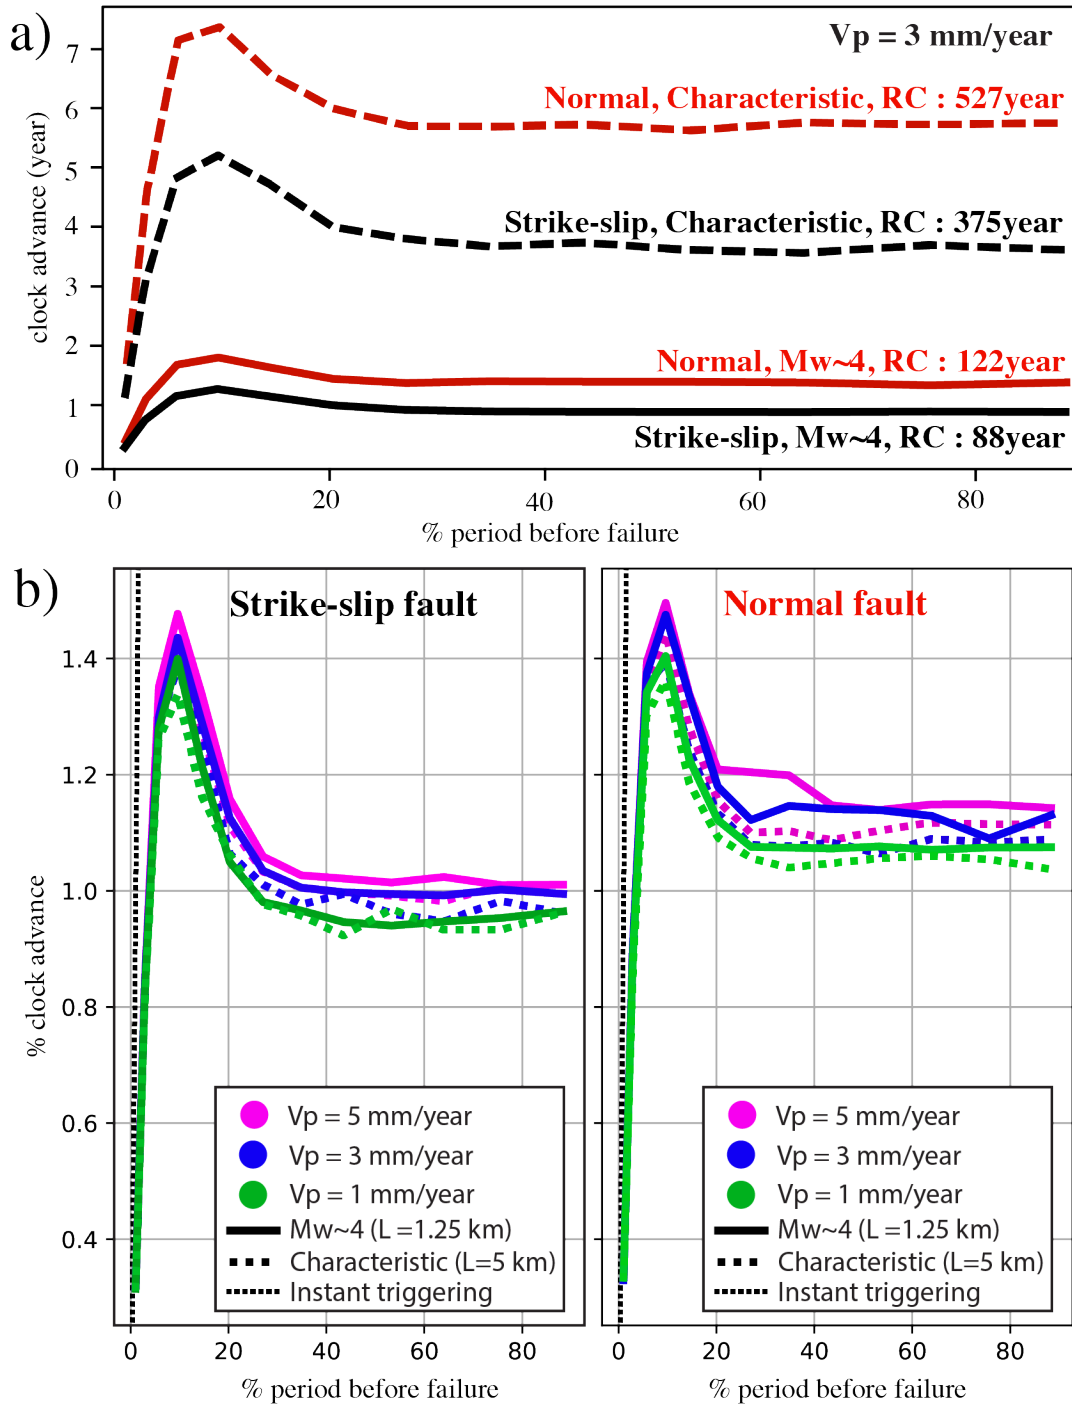 a)
Vp = 3 mm/year
7
Normal, Characteristic, RC : 527year
6
5
Strike-slip, Characteristic, RC : 375year
4
3
2
Normal, Mw~4, RC : 122year
1
Strike-slip, Mw~4, RC : 88year
0
clock advance (year)
0 20 40 60 80
% period before failure
b)
Strike-slip fault
Normal fault
1.4
1.2
1.0
0.8
0.6
0.4
% clock advance
Vp = 5 mm/year
Vp = 3 mm/year
Vp = 1 mm/year
Mw~4 (L =1.25 km)
Characteristic (L=5 km)
Instant triggering
Vp = 5 mm/year
Vp = 3 mm/year
Vp = 1 mm/year
Mw~4 (L =1.25 km)
Characteristic (L=5 km)
Instant triggering
0 20 40 60 80
0 20 40 60 80
% period before failure
% period before failure